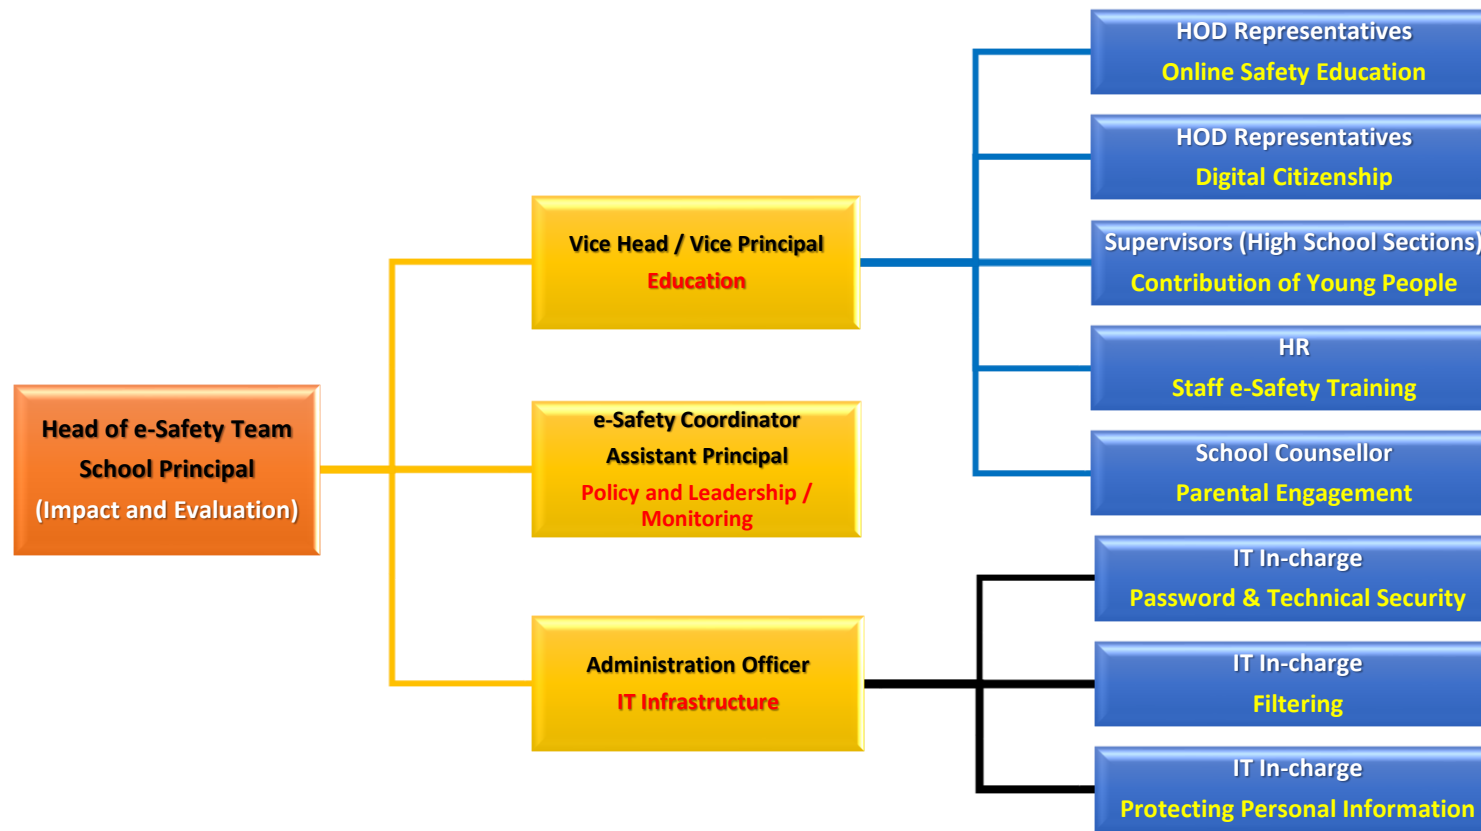 Head of e-Safety Team
School Principal
(Impact and Evaluation)
Vice Head / Vice Principal
Education
e-Safety Coordinator
Assistant Principal
Policy and Leadership /
Monitoring
Administration Officer
IT Infrastructure
HOD Representatives
Online Safety Education
HOD Representatives
Digital Citizenship
Supervisors (High School Sections)
Contribution of Young People
HR
Staff e-Safety Training
School Counsellor
Parental Engagement
IT In-charge
Password & Technical Security
IT In-charge
Filtering
IT In-charge
Protecting Personal Information